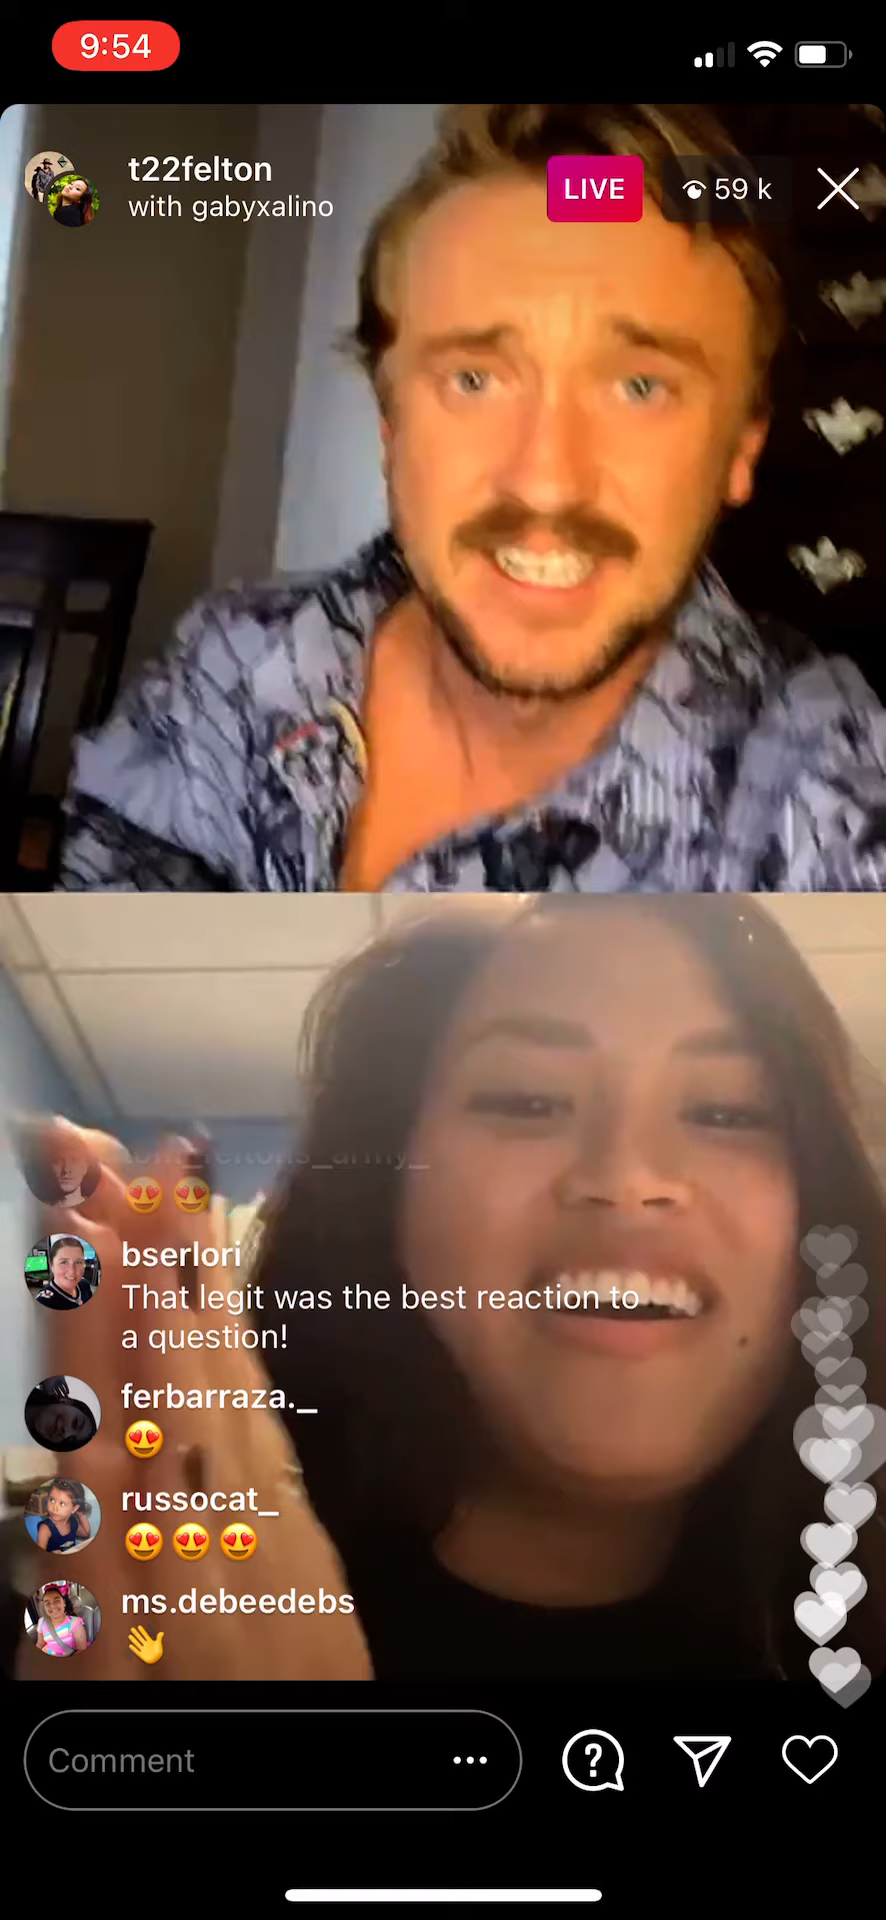 9:54
t22felton
with gabyxalino
LIVE
59 k
😍 😍
bserlori
That legit was the best reaction to
a question!
ferbarraza._
😍
russocat_
😍 😍 😍
ms.debeedebs
👋
Comment